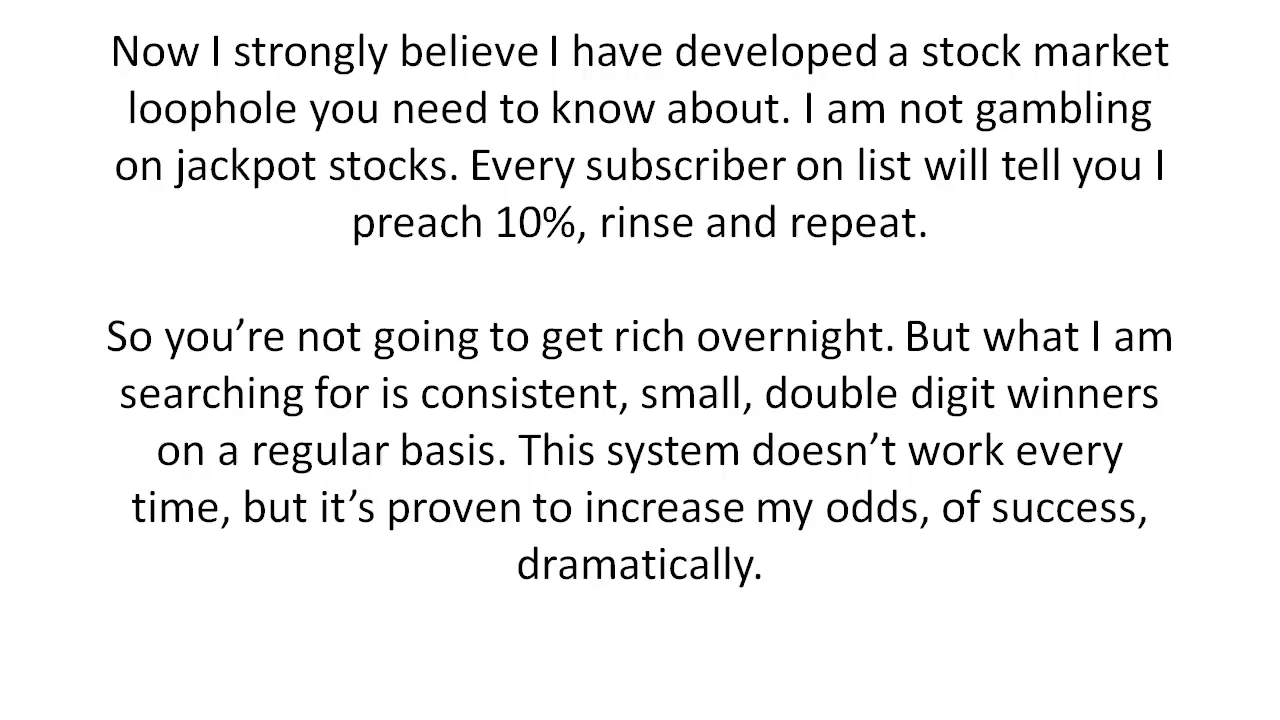 Now I strongly believe I have developed a stock market
loophole you need to know about. I am not gambling
on jackpot stocks. Every subscriber on list will tell you I
preach 10%, rinse and repeat.
So you’re not going to get rich overnight. But what I am
searching for is consistent, small, double digit winners
on a regular basis. This system doesn’t work every
time, but it’s proven to increase my odds, of success,
dramatically.